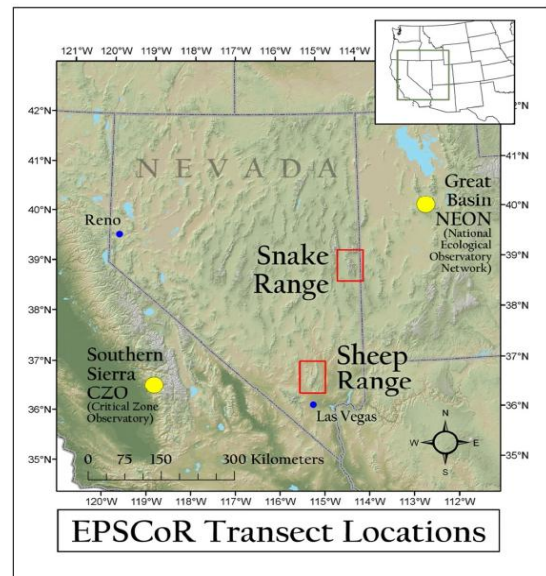 121°W 120°W 119°W 118°W 117°W 116°W 115°W 114°W
42°N
42°N
41°N
41°N
NEVADA
Great
Basin
NEON
(National
Ecological
Observatory
Network)
40°N
40°N
Reno
39°N
39°N
Snake
Range
38°N
38°N
37°N
37°N
Sheep
Range
Southern
Sierra
CZO
(Critical Zone
Observatory)
36°N
36°N
Las Vegas
N
W E
S
35°N
35°N
0 75 150 300 Kilometers
120°W 119°W 118°W 117°W 116°W 115°W 114°W 113°W 112°W
EPSCoR Transect Locations